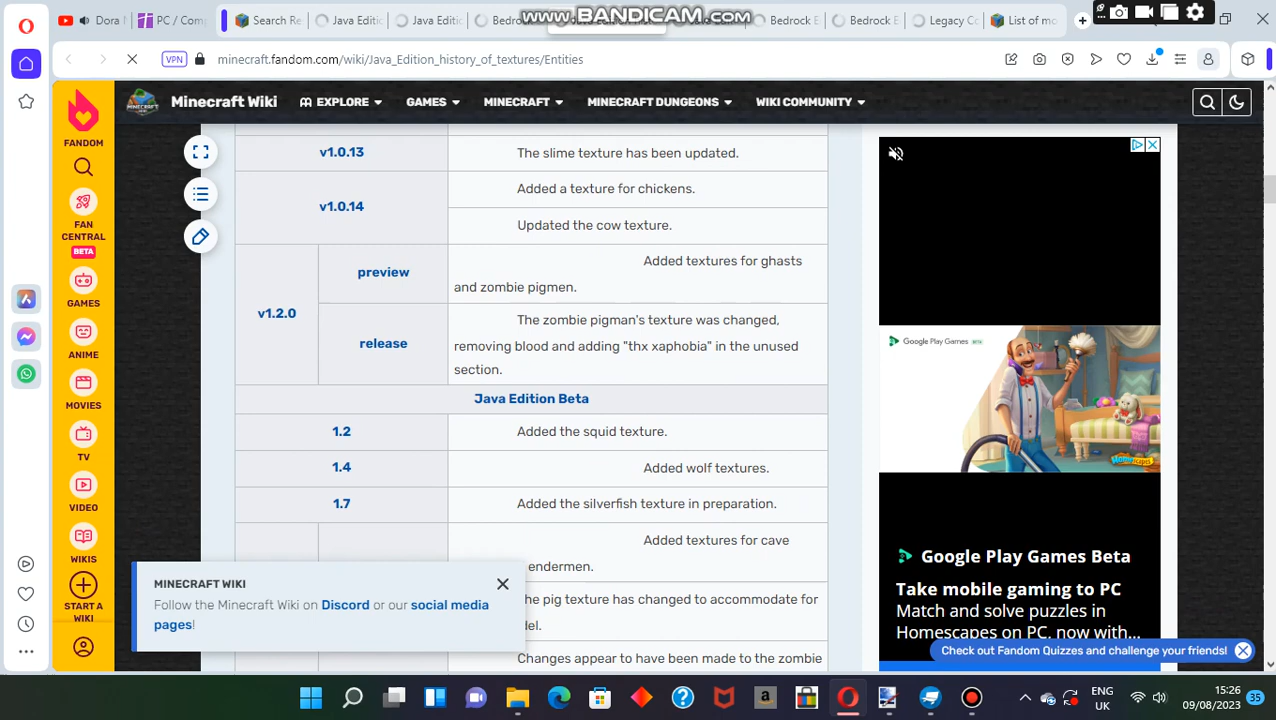 www.BANDICAM.com
Dora
PC / Comp
Search Re
Java Editi
Java Editi
Bedro
Bedrock E
Bedrock E
Legacy Co
List of mo
VPN
minecraft.fandom.com/wiki/Java_Edition_history_of_textures/Entities
FANDOM
Minecraft Wiki
EXPLORE
GAMES
MINECRAFT
MINECRAFT DUNGEONS
WIKI COMMUNITY
FAN
CENTRAL
BETA
GAMES
ANIME
MOVIES
TV
VIDEO
WIKIS
START A
WIKI
v1.0.13
The slime texture has been updated.
v1.0.14
Added a texture for chickens.
Updated the cow texture.
v1.2.0
preview
Added textures for ghasts
and zombie pigmen.
release
The zombie pigman's texture was changed,
removing blood and adding "thx xaphobia" in the unused
section.
Java Edition Beta
1.2
Added the squid texture.
1.4
Added wolf textures.
1.7
Added the silverfish texture in preparation.
Added textures for cave
endermen.
he pig texture has changed to accommodate for
del.
Changes appear to have been made to the zombie
MINECRAFT WIKI
Follow the Minecraft Wiki on Discord or our social media
pages!
Google Play Games BETA
Homescapes
Google Play Games Beta
Take mobile gaming to PC
Match and solve puzzles in
Homescapes on PC, now with...
Check out Fandom Quizzes and challenge your friends!
ENG
UK
15:26
09/08/2023
35